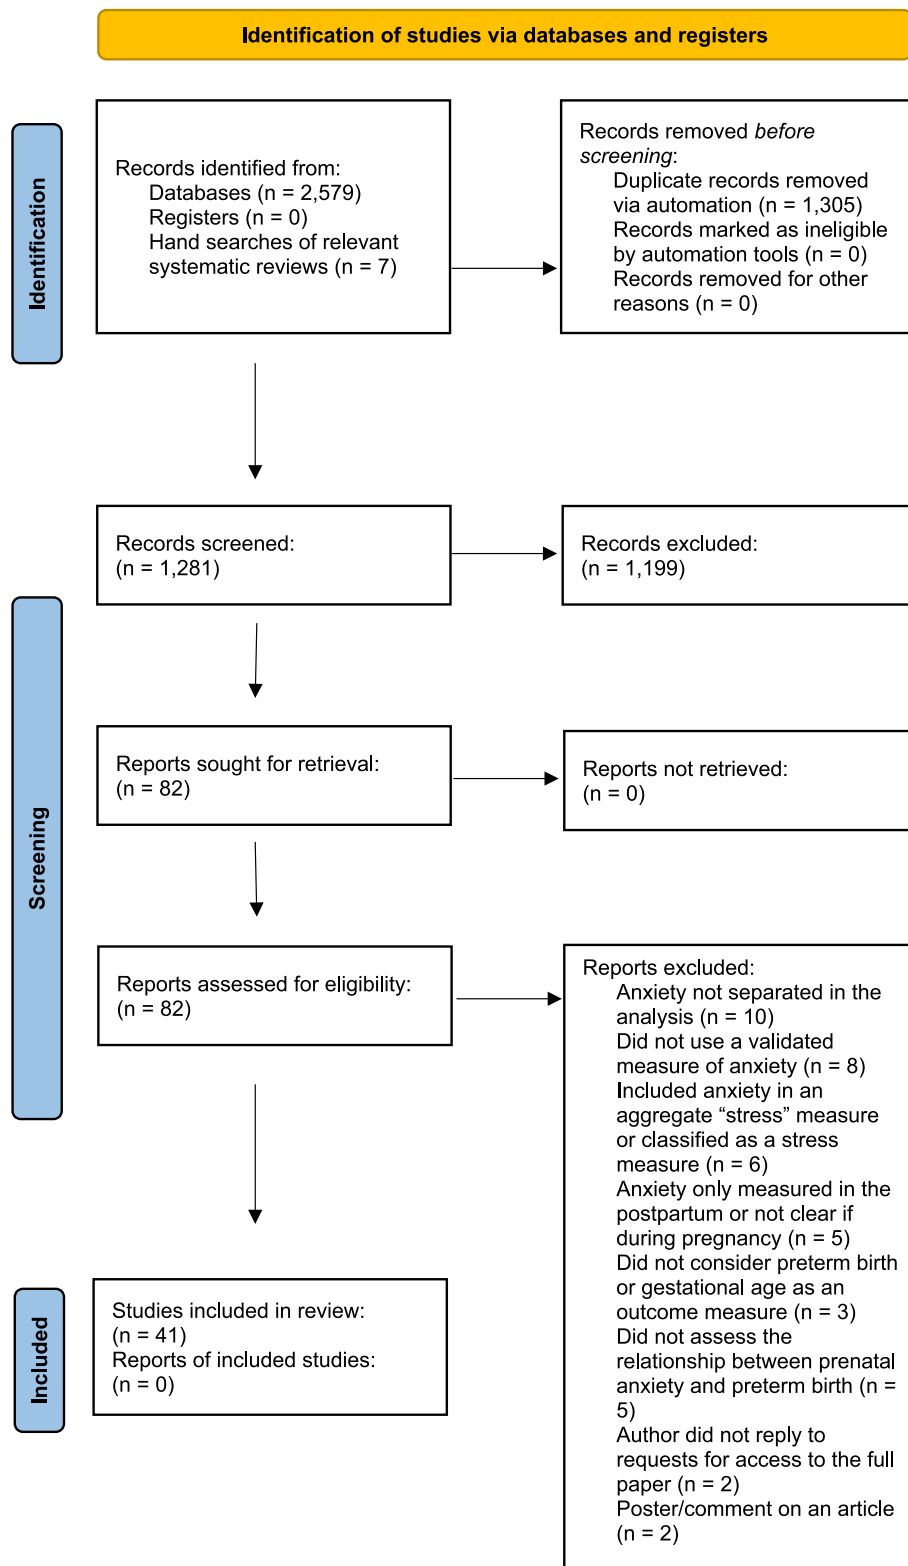 Identification of studies via databases and registers
Identification
Records identified from:
Databases (n = 2,579)
Registers (n = 0)
Hand searches of relevant
systematic reviews (n = 7)
Records removed before
screening:
Duplicate records removed
via automation (n = 1,305)
Records marked as ineligible
by automation tools (n = 0)
Records removed for other
reasons (n = 0)
Screening
Records screened:
(n = 1,281)
Records excluded:
(n = 1,199)
Reports sought for retrieval:
(n = 82)
Reports not retrieved:
(n = 0)
Reports assessed for eligibility:
(n = 82)
Reports excluded:
Anxiety not separated in the
analysis (n = 10)
Did not use a validated
measure of anxiety (n = 8)
Included anxiety in an
aggregate “stress” measure
or classified as a stress
measure (n = 6)
Anxiety only measured in the
postpartum or not clear if
during pregnancy (n = 5)
Did not consider preterm birth
or gestational age as an
outcome measure (n = 3)
Did not assess the
relationship between prenatal
anxiety and preterm birth (n =
5)
Author did not reply to
requests for access to the full
paper (n = 2)
Poster/comment on an article
(n = 2)
Included
Studies included in review:
(n = 41)
Reports of included studies:
(n = 0)